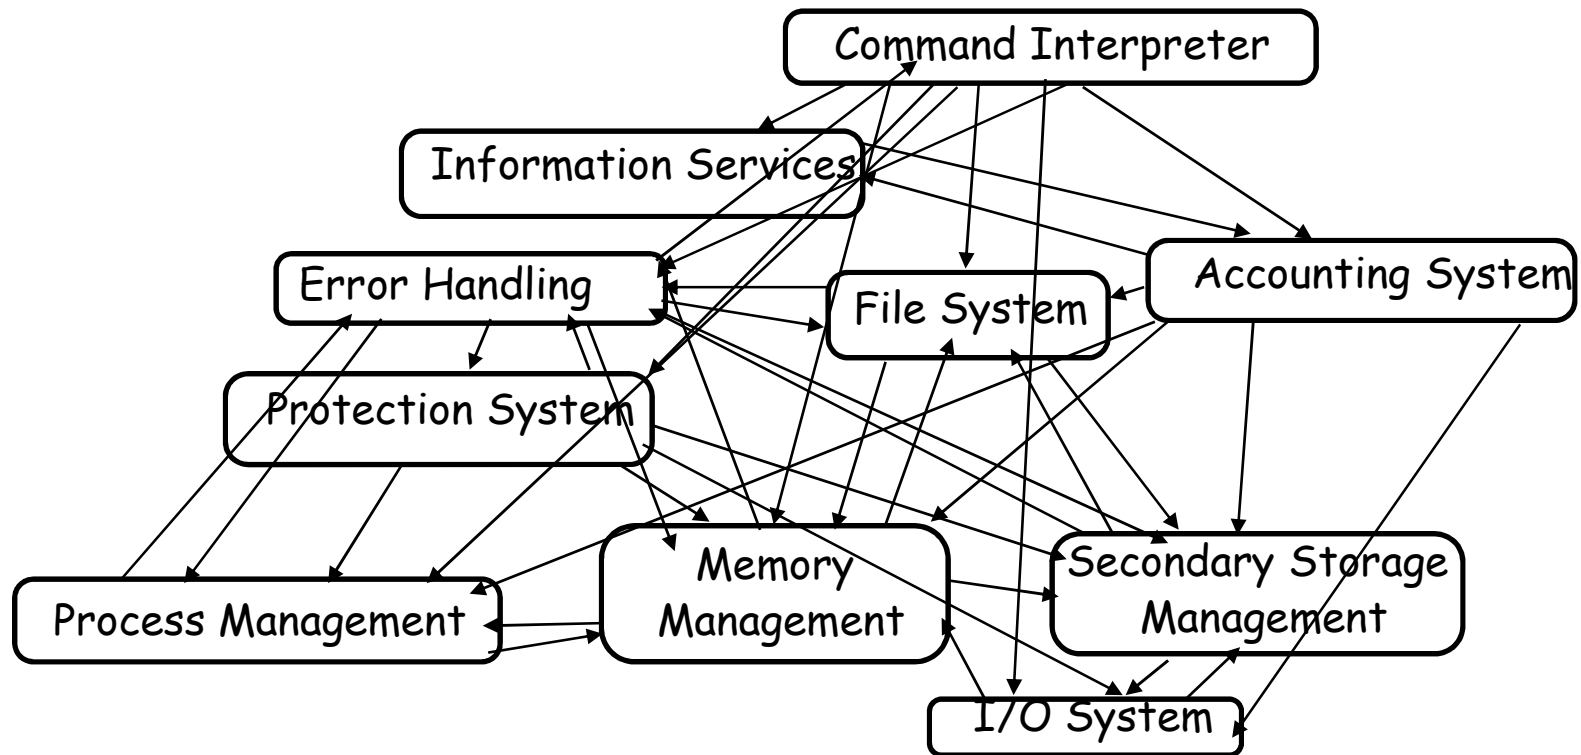 Command Interpreter
Information Services
Error Handling
Accounting System
File System
Protection System
Memory
Management
Secondary Storage
Management
Process Management
I/O System